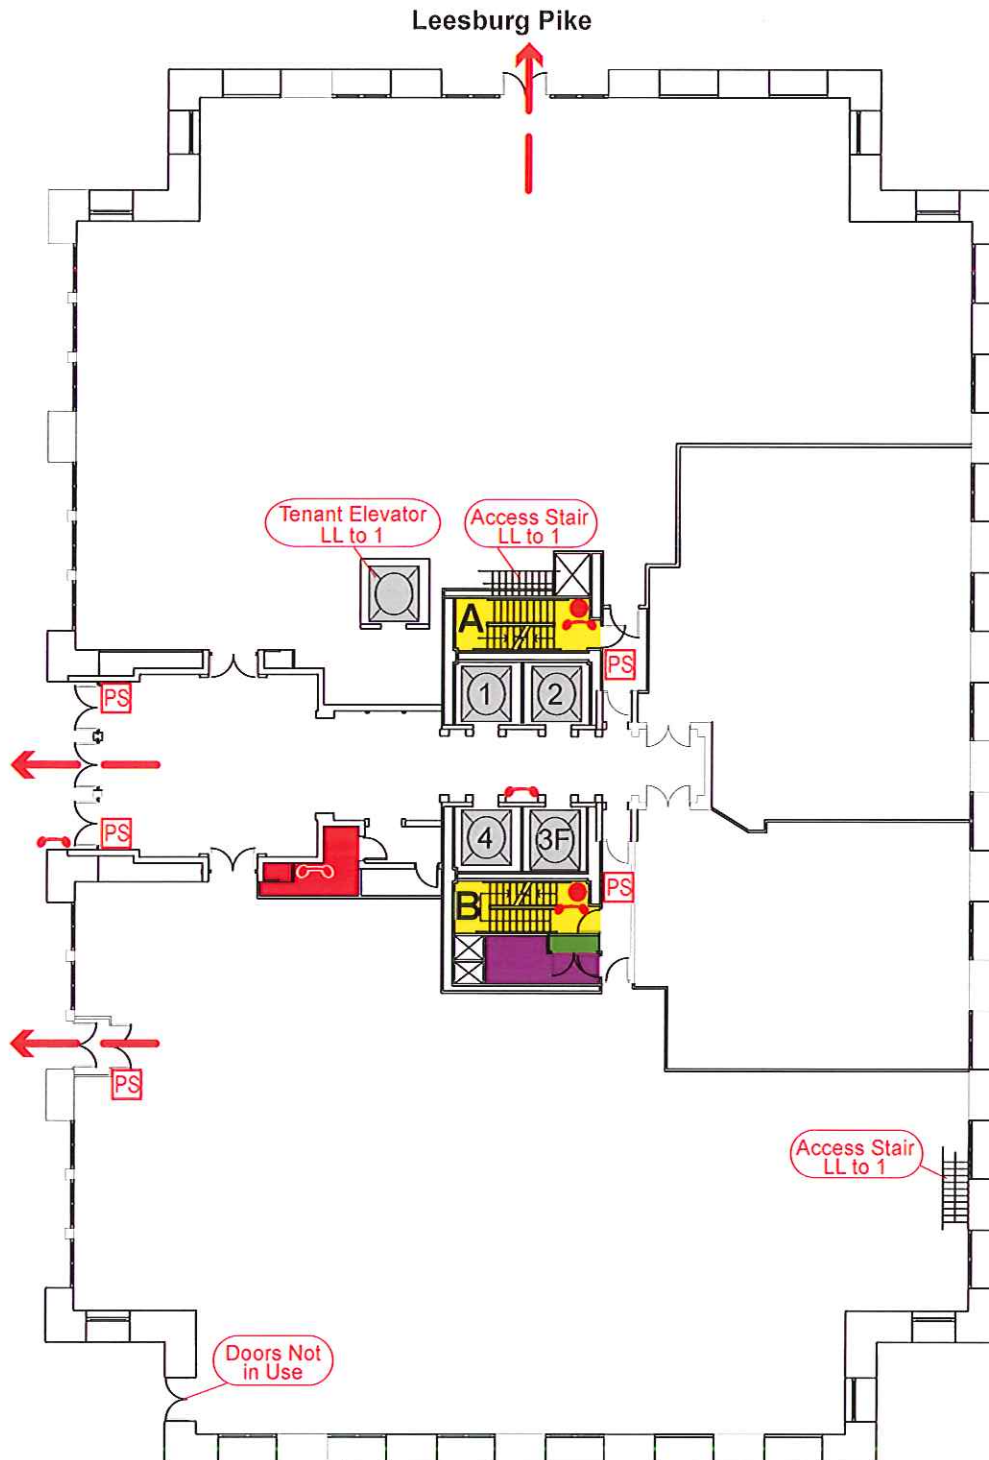 Leesburg Pike
Tenant Elevator
LL to 1
Access Stair
LL to 1
A
PS
1
2
PS
PS
4
3F
PS
B
PS
Access Stair
LL to 1
Doors Not
in Use